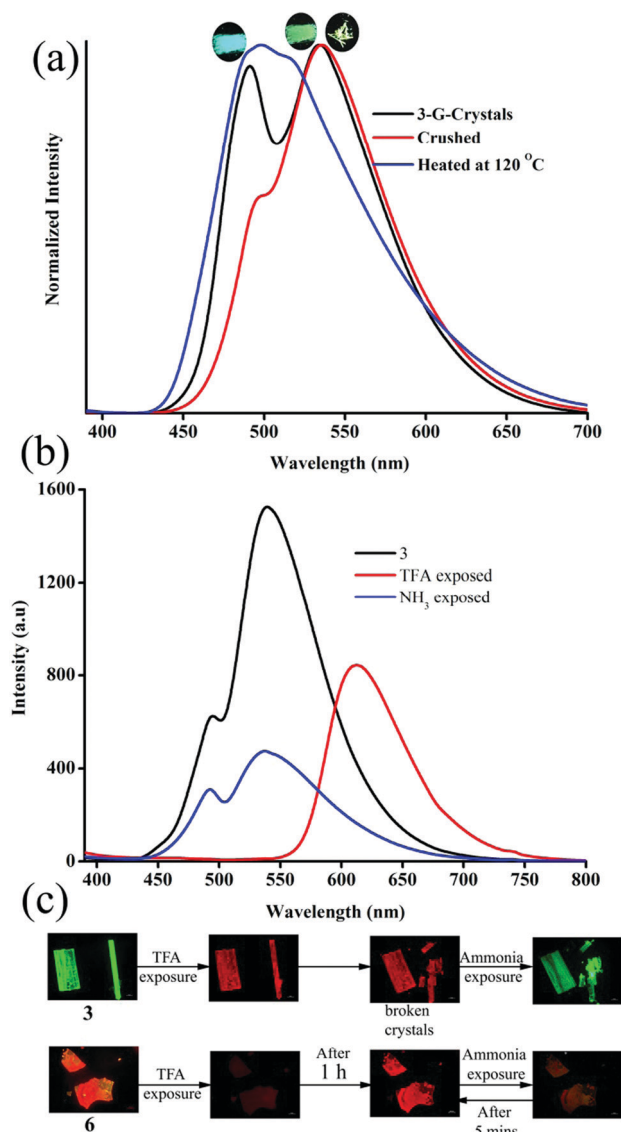 (a)
3-G-Crystals
Crushed
Heated at 120 °C
Normalized Intensity
400 450 500 550 600 650 700
Wavelength (nm)
(b)
1600
1200
800
400
0
3
TFA exposed
NH3 exposed
Intensity (a.u)
400 450 500 550 600 650 700 750 800
Wavelength (nm)
(c)
TFA
exposure
Ammonia
exposure
3
broken
crystals
TFA
exposure
After
1 h
Ammonia
exposure
After
5 mins
6